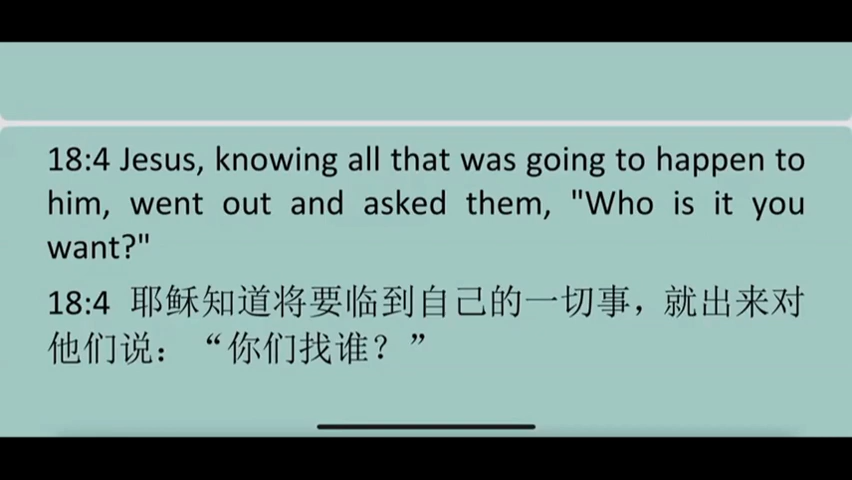 18:4 Jesus, knowing all that was going to happen to
him, went out and asked them, "Who is it you
want?"
18:4 耶稣知道将要临到自己的一切事，就出来对
他们说：“你们找谁？”